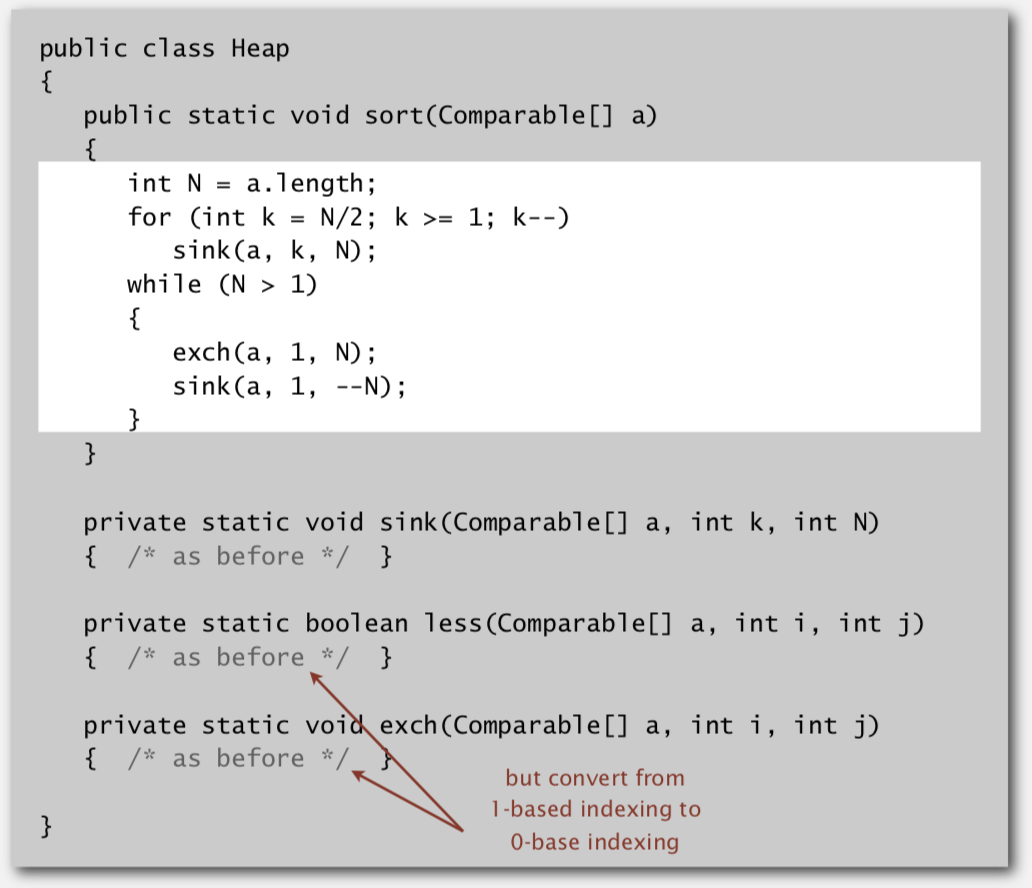 public class Heap
{
public static void sort(Comparable[] a)
{
int N = a.length;
for (int k = N/2; k >= 1; k--)
sink(a, k, N);
while (N > 1)
{
exch(a, 1, N);
sink(a, 1, --N);
}
}
private static void sink(Comparable[] a, int k, int N)
{ /* as before */ }
private static boolean less(Comparable[] a, int i, int j)
{ /* as before */ }
private static void exch(Comparable[] a, int i, int j)
{ /* as before */ }
but convert from
1-based indexing to
0-base indexing
}